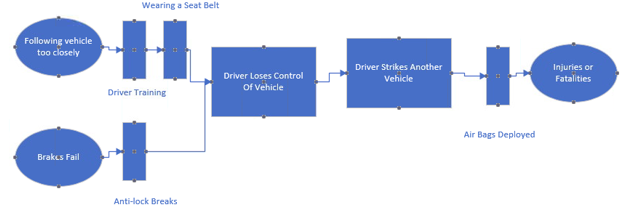 Wearing a Seat Belt
Following vehicle
too closely
Driver Training
Driver Loses Control
Of Vehicle
Driver Strikes Another
Vehicle
Injuries or
Fatalities
Air Bags Deployed
Brakes Fail
Anti-lock Breaks